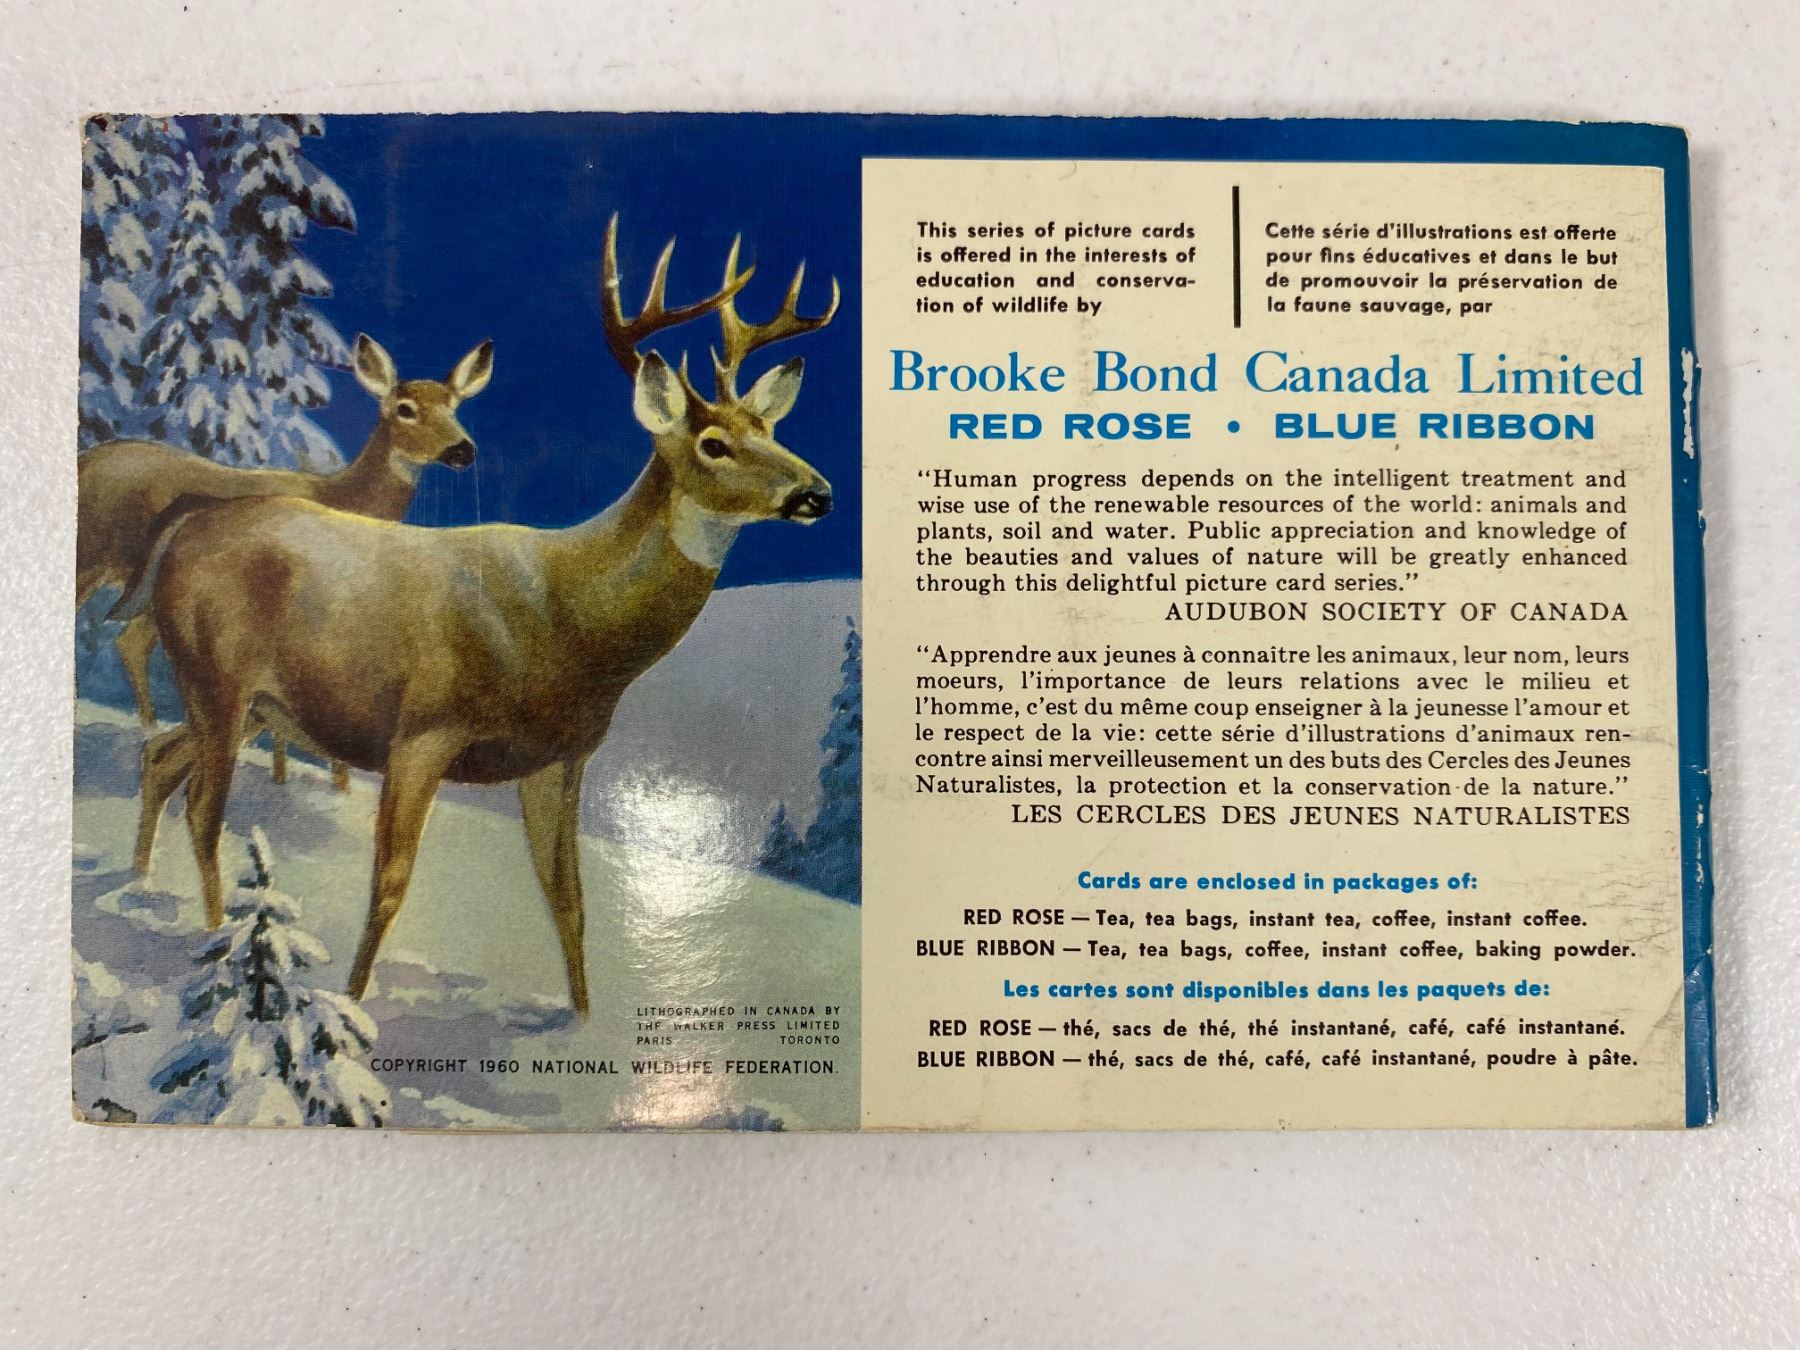 This series of picture cards
is offered in the interests of
education and conserva-
tion of wildlife by
Cette série d'illustrations est offerte
pour fins éducatives et dans le but
de promouvoir la préservation de
la faune sauvage, par
Brooke Bond Canada Limited
RED ROSE • BLUE RIBBON
"Human progress depends on the intelligent treatment and
wise use of the renewable resources of the world: animals and
plants, soil and water. Public appreciation and knowledge of
the beauties and values of nature will be greatly enhanced
through this delightful picture card series."
AUDUBON SOCIETY OF CANADA
"Apprendre aux jeunes à connaître les animaux, leur nom, leurs
moeurs, l'importance de leurs relations avec le milieu et
l'homme, c'est du même coup enseigner à la jeunesse l'amour et
le respect de la vie: cette série d'illustrations d'animaux ren-
contre ainsi merveilleusement un des buts des Cercles des Jeunes
Naturalistes, la protection et la conservation de la nature."
LES CERCLES DES JEUNES NATURALISTES
Cards are enclosed in packages of:
RED ROSE — Tea, tea bags, instant tea, coffee, instant coffee.
BLUE RIBBON — Tea, tea bags, coffee, instant coffee, baking powder.
Les cartes sont disponibles dans les paquets de:
RED ROSE — thé, sacs de thé, thé instantané, café, café instantané.
BLUE RIBBON — thé, sacs de thé, café, café instantané, poudre à pâte.
LITHOGRAPHED IN CANADA BY
THE WALKER PRESS LIMITED
PARIS TORONTO
COPYRIGHT 1960 NATIONAL WILDLIFE FEDERATION.